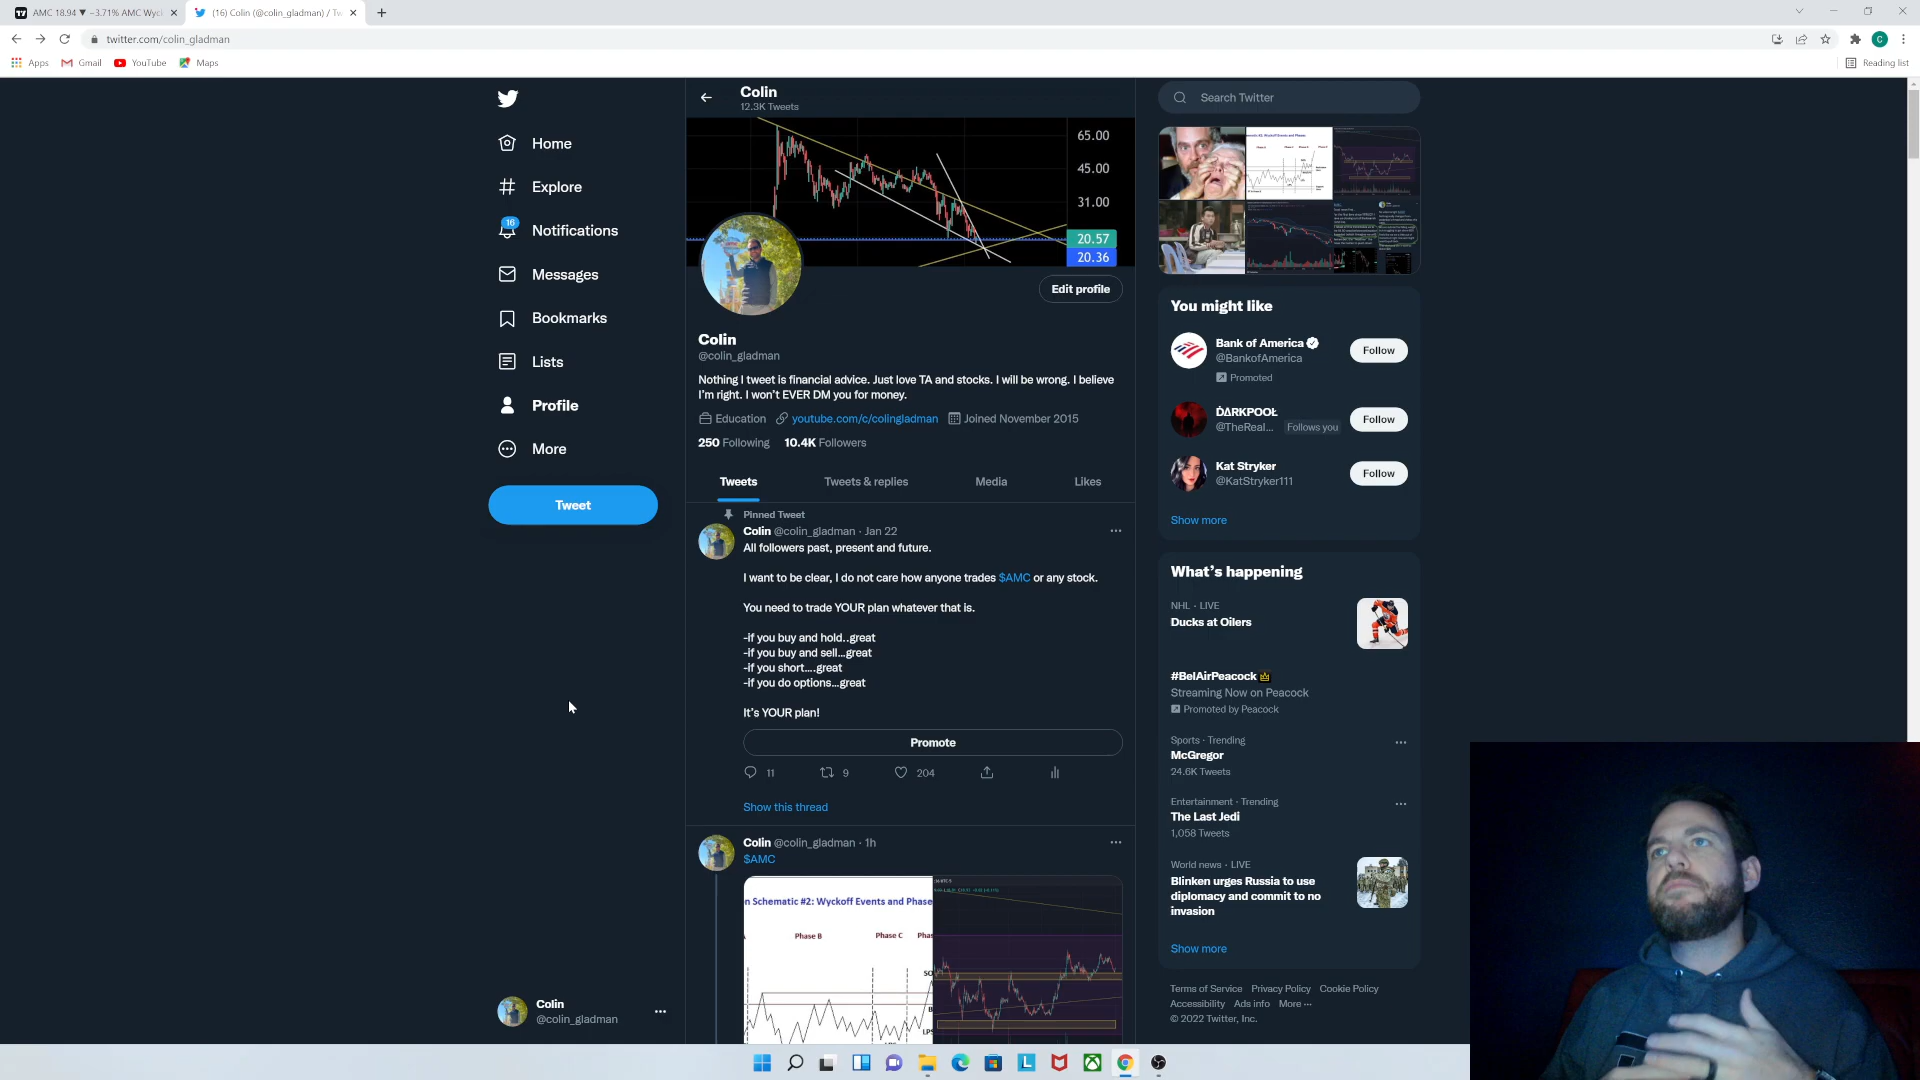 AMC 18.94 ▼ −3.71% AMC Wyc
(16) Colin (@colin_gladman) / Tw
twitter.com/colin_gladman
Apps
Gmail
YouTube
Maps
Reading list
Colin
12.3K Tweets
Search Twitter
Home
Explore
16
Notifications
Messages
Bookmarks
Lists
Profile
More
Tweet
65.00
45.00
31.00
20.57
20.36
Edit profile
Colin
@colin_gladman
Nothing I tweet is financial advice. Just love TA and stocks. I will be wrong. I believe
I'm right. I won't EVER DM you for money.
Education youtube.com/c/colingladman Joined November 2015
250 Following 10.4K Followers
Tweets Tweets & replies Media Likes
Pinned Tweet
Colin @colin_gladman · Jan 22
All followers past, present and future.
I want to be clear, I do not care how anyone trades $AMC or any stock.
You need to trade YOUR plan whatever that is.
-if you buy and hold..great
-if you buy and sell...great
-if you short....great
-if you do options...great
It's YOUR plan!
Promote
11 9 204
Show this thread
Colin @colin_gladman · 1h
$AMC
n Schematic #2: Wyckoff Events and Phase
Phase B Phase C Phas
SO
LPS
You might like
Bank of America
@BankofAmerica
Follow
Promoted
ḊΔRKPOOŁ
@TheReal... Follows you
Follow
Kat Stryker
@KatStryker111
Follow
Show more
What's happening
NHL · LIVE
Ducks at Oilers
#BelAirPeacock
Streaming Now on Peacock
Promoted by Peacock
Sports · Trending
McGregor
24.6K Tweets
Entertainment · Trending
The Last Jedi
1,058 Tweets
World news · LIVE
Blinken urges Russia to use
diplomacy and commit to no
invasion
Show more
Terms of Service Privacy Policy Cookie Policy
Accessibility Ads info More ···
© 2022 Twitter, Inc.
Colin
@colin_gladman